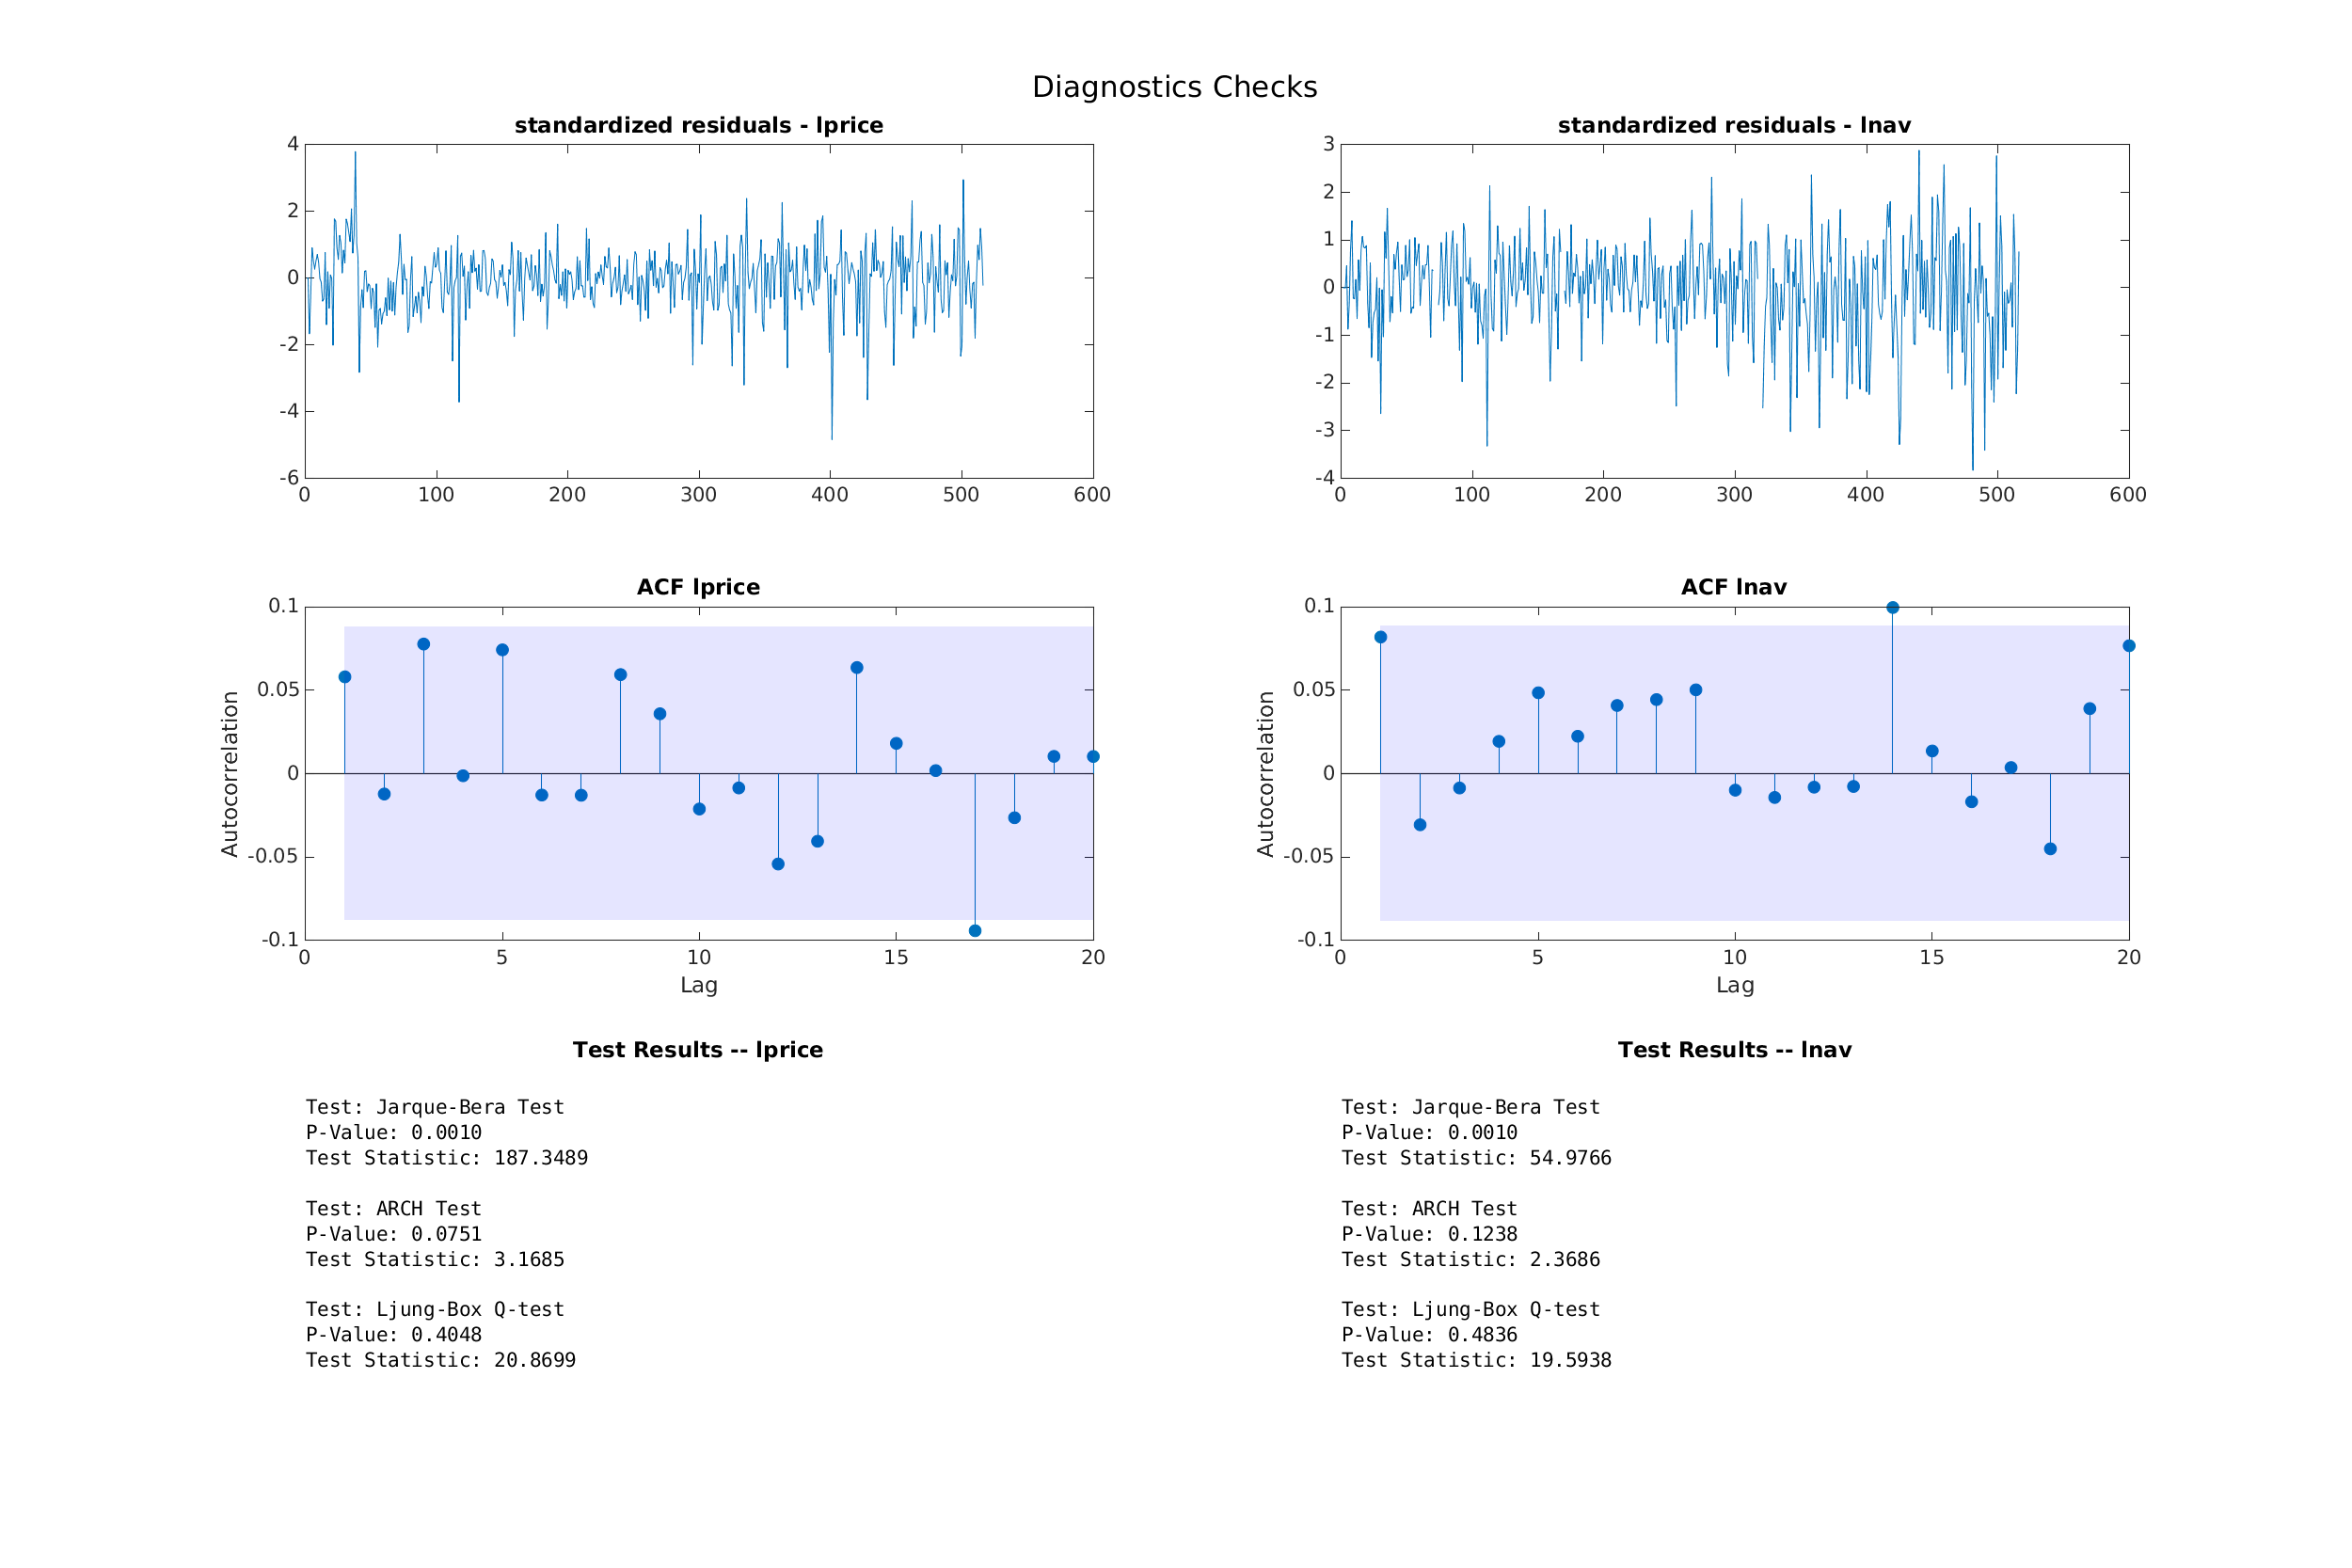 Diagnostics Checks
standardized residuals - lprice
4
2
0
-2
-4
-6
0 100 200 300 400 500 600
standardized residuals - lnav
3
2
1
0
-1
-2
-3
-4
0 100 200 300 400 500 600
ACF lprice
0.1
0.05
0
-0.05
-0.1
Autocorrelation
0 5 10 15 20
Lag
ACF lnav
0.1
0.05
0
-0.05
-0.1
Autocorrelation
0 5 10 15 20
Lag
Test Results -- lprice
Test: Jarque-Bera Test
P-Value: 0.0010
Test Statistic: 187.3489
Test: ARCH Test
P-Value: 0.0751
Test Statistic: 3.1685
Test: Ljung-Box Q-test
P-Value: 0.4048
Test Statistic: 20.8699
Test Results -- lnav
Test: Jarque-Bera Test
P-Value: 0.0010
Test Statistic: 54.9766
Test: ARCH Test
P-Value: 0.1238
Test Statistic: 2.3686
Test: Ljung-Box Q-test
P-Value: 0.4836
Test Statistic: 19.5938